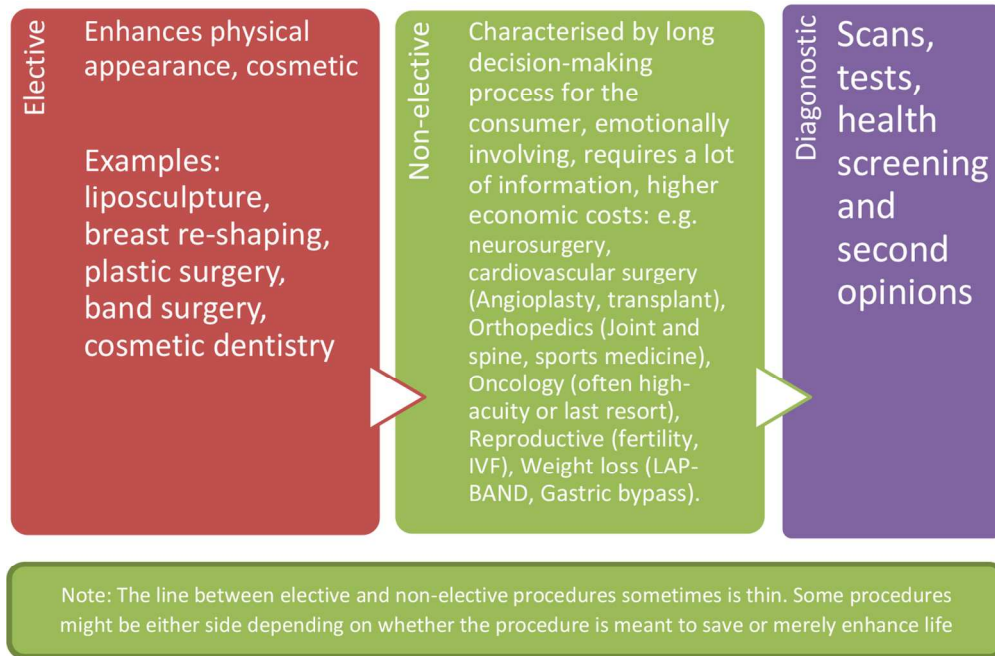 Elective
Enhances physical
appearance, cosmetic
Examples:
liposculpture,
breast re-shaping,
plastic surgery,
band surgery,
cosmetic dentistry
Non-elective
Characterised by long
decision-making
process for the
consumer, emotionally
involving, requires a lot
of information, higher
economic costs: e.g.
neurosurgery,
cardiovascular surgery
(Angioplasty, transplant),
Orthopedics (Joint and
spine, sports medicine),
Oncology (often high-
acuity or last resort),
Reproductive (fertility,
IVF), Weight loss (LAP-
BAND, Gastric bypass).
Diagonostic
Scans,
tests,
health
screening
and
second
opinions
Note: The line between elective and non-elective procedures sometimes is thin. Some procedures
might be either side depending on whether the procedure is meant to save or merely enhance life